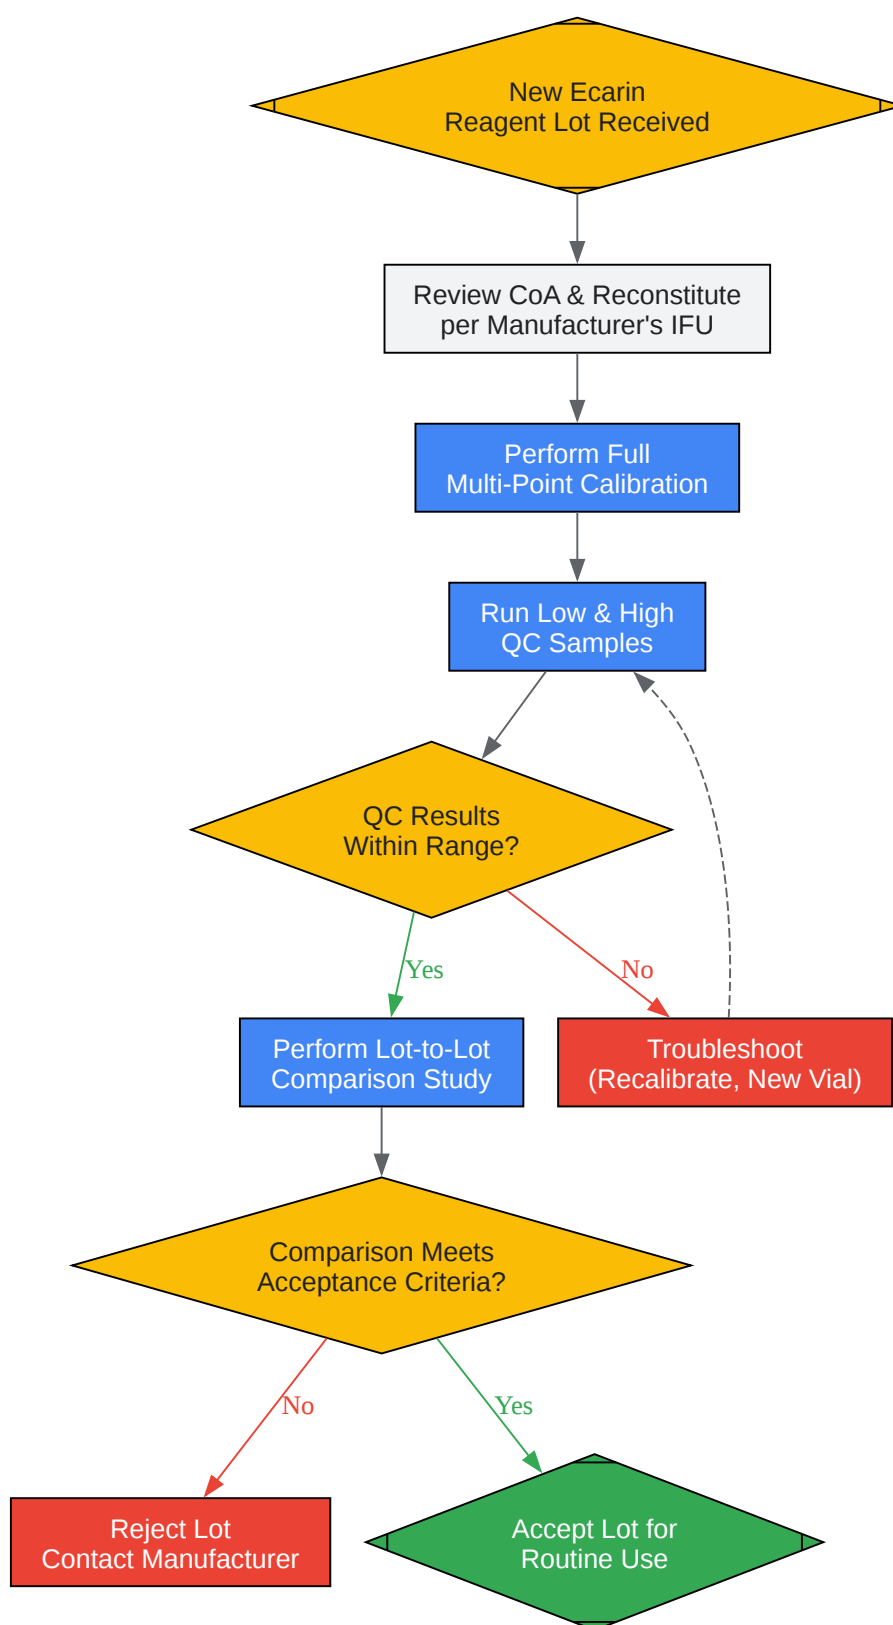 New Ecarin
Reagent Lot Received
Review CoA & Reconstitute
per Manufacturer's IFU
Perform Full
Multi-Point Calibration
Run Low & High
QC Samples
QC Results
Within Range?
Yes
No
Perform Lot-to-Lot
Comparison Study
Troubleshoot
(Recalibrate, New Vial)
Comparison Meets
Acceptance Criteria?
No
Yes
Reject Lot
Contact Manufacturer
Accept Lot for
Routine Use